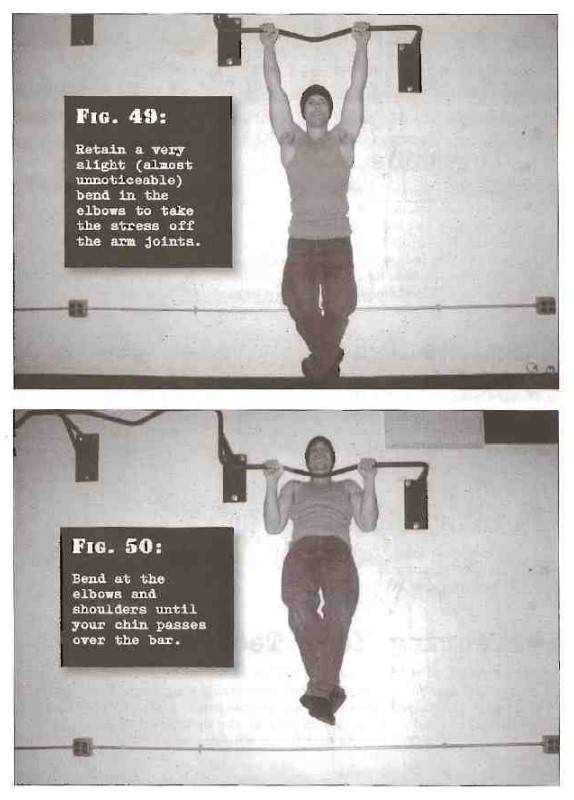 FIG. 49:
Retain a very
slight (almost
unnoticeable)
bend in the
elbows to take
the stress off
the arm joints.
FIG. 50:
Bend at the
elbows and
shoulders until
your chin passes
over the bar.